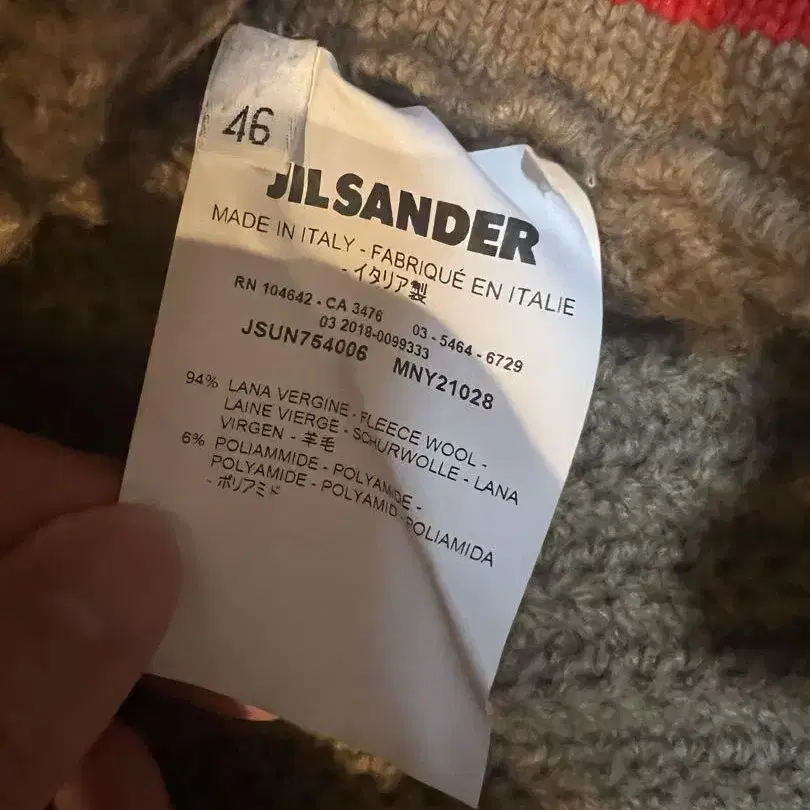 46
JIL SANDER
MADE IN ITALY - FABRIQUÉ EN ITALIE
- イタリア製
RN 104642 - CA 3476 03 - 5464 - 6729
03 2018-0099333
JSUN754006 MNY21028
94% LANA VERGINE - FLEECE WOOL -
LAINE VIERGE - SCHURWOLLE - LANA
VIRGEN - 羊毛
6% POLIAMMIDE - POLYAMIDE -
POLYAMIDE - POLYAMID - POLIAMIDA
- ポリアミド